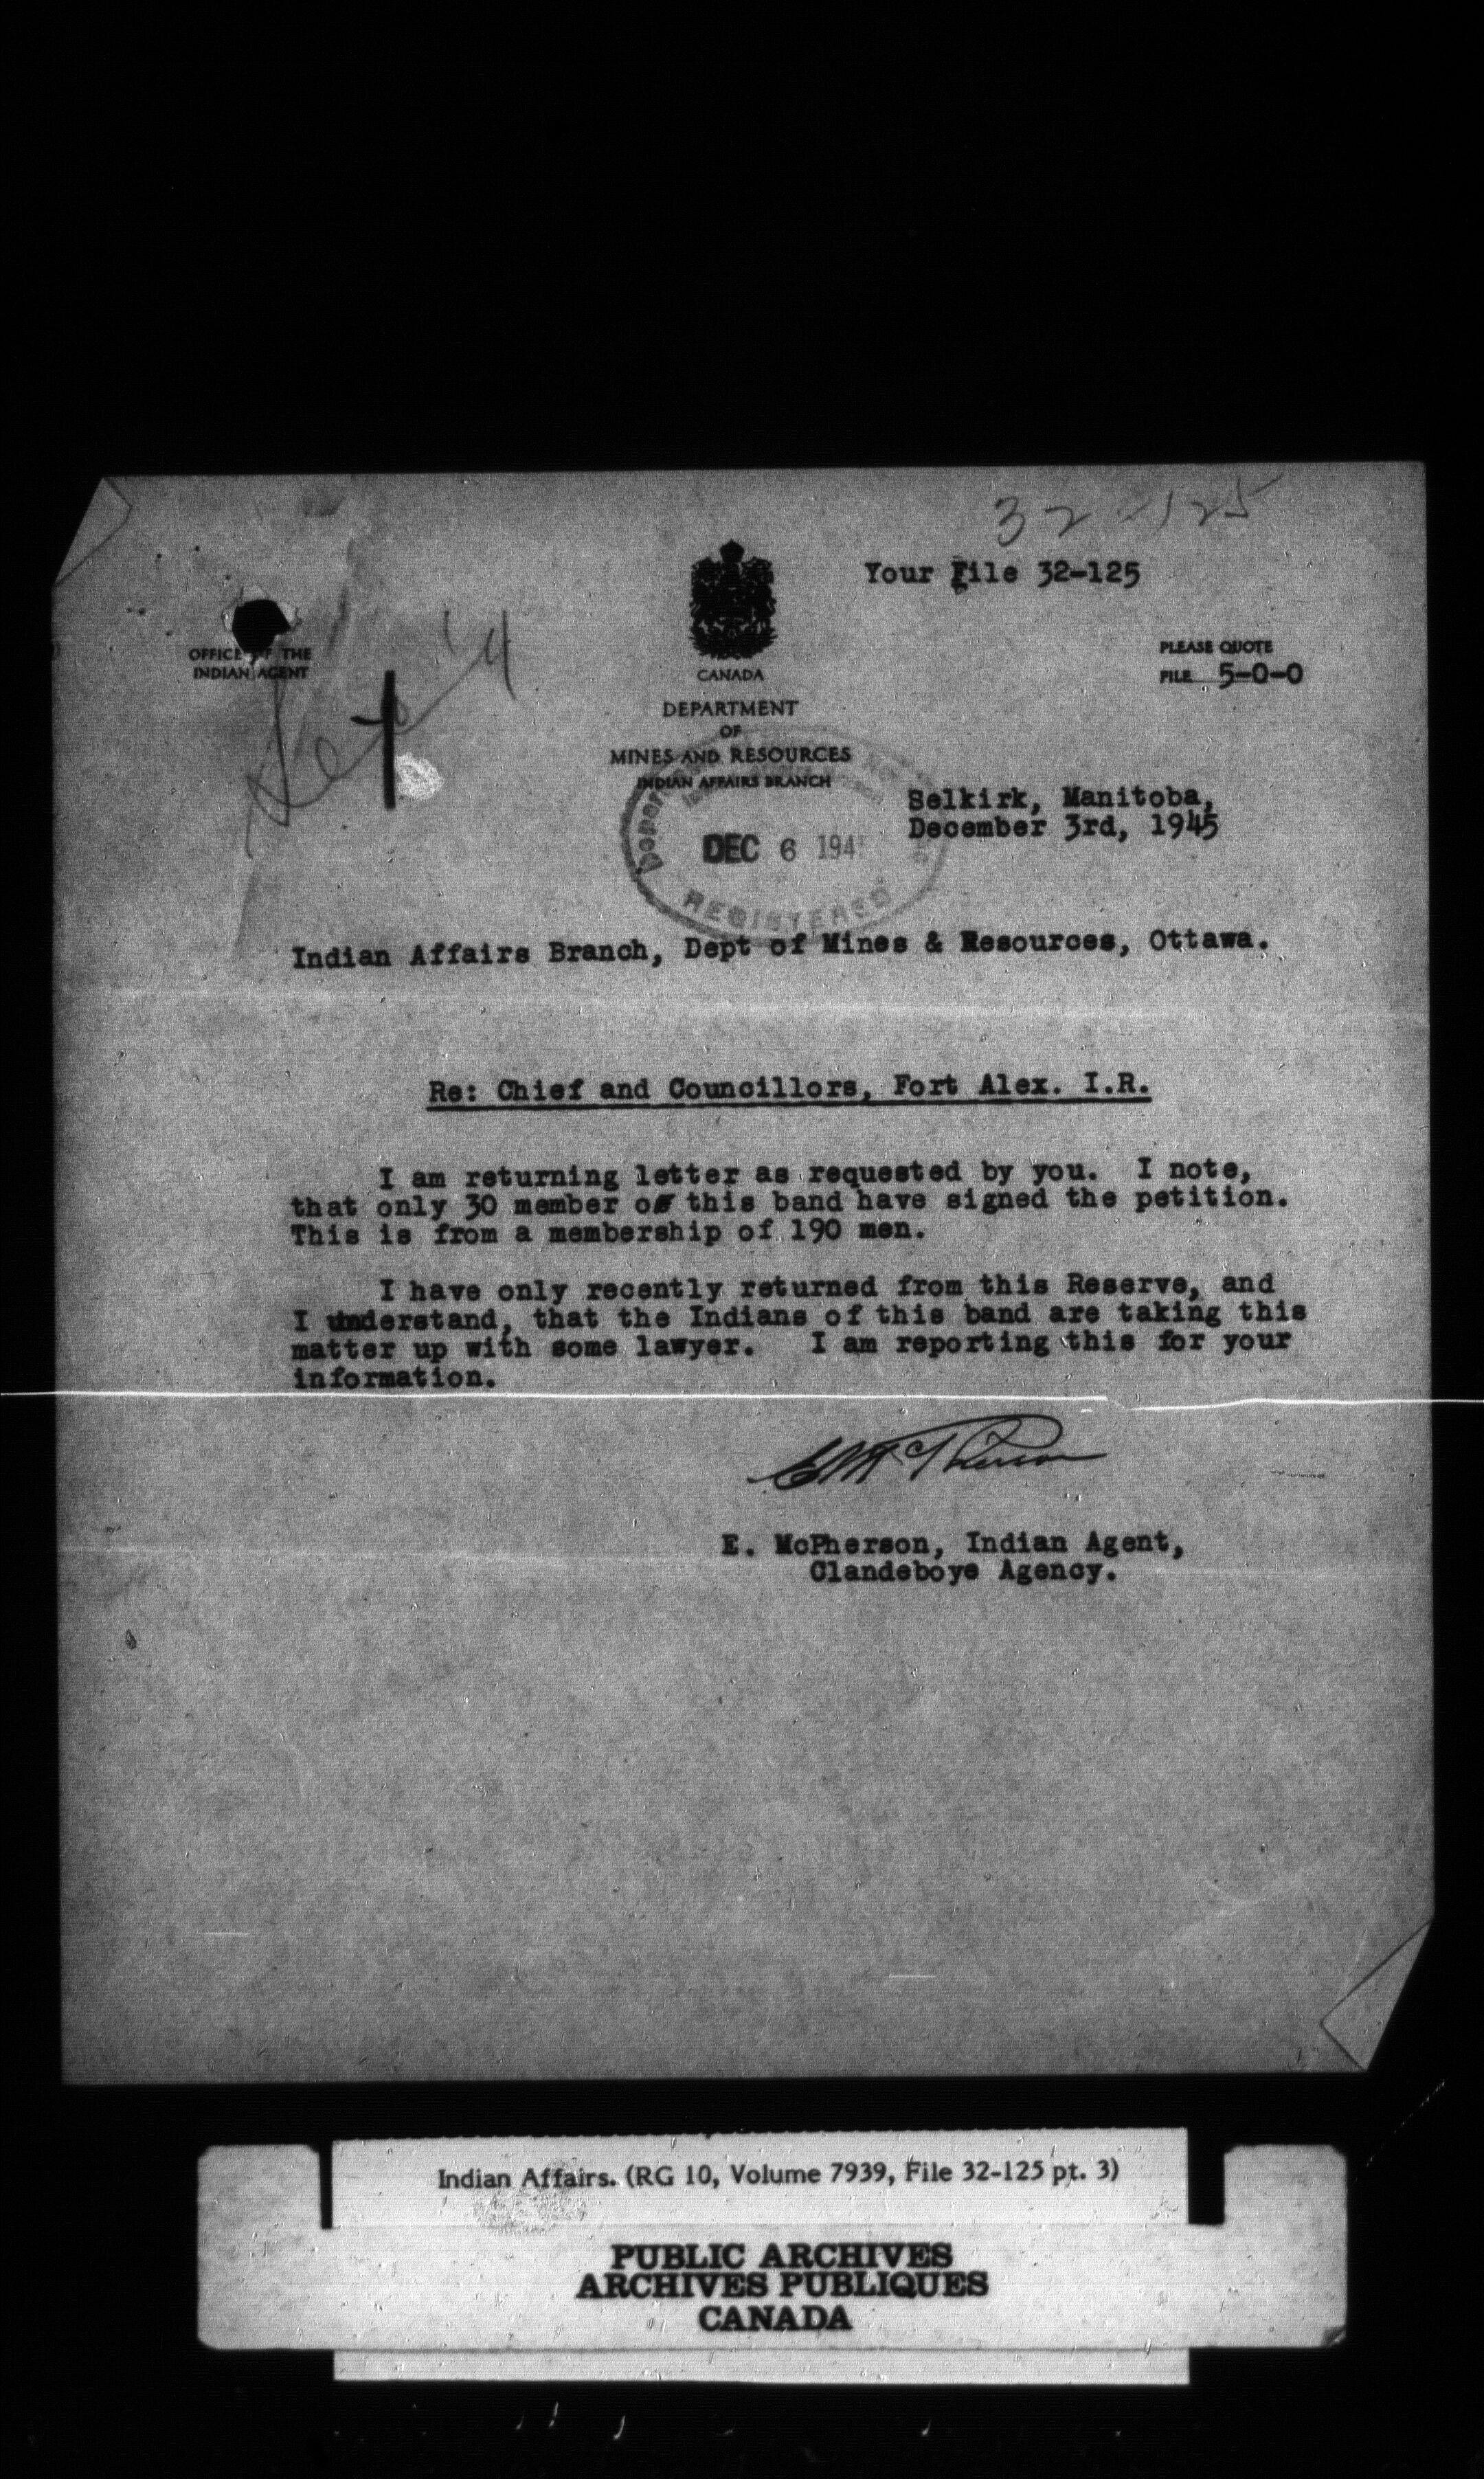 32-125
Your File 32-125
OFFICE OF THE
INDIAN AGENT
PLEASE QUOTE
FILE 5-0-0
CANADA
DEPARTMENT
OF
MINES AND RESOURCES
INDIAN AFFAIRS BRANCH
Selkirk, Manitoba,
December 3rd, 1945
DEC 6 194
REGISTERED
Indian Affairs Branch, Dept of Mines & Resources, Ottawa.
Re: Chief and Councillors, Fort Alex. I.R.
I am returning letter as requested by you. I note,
that only 30 member of this band have signed the petition.
This is from a membership of 190 men.
I have only recently returned from this Reserve, and
I understand, that the Indians of this band are taking this
matter up with some lawyer. I am reporting this for your
information.
E McPherson
E. McPherson, Indian Agent,
Clandeboye Agency.
Indian Affairs. (RG 10, Volume 7939, File 32-125 pt. 3)
PUBLIC ARCHIVES
ARCHIVES PUBLIQUES
CANADA